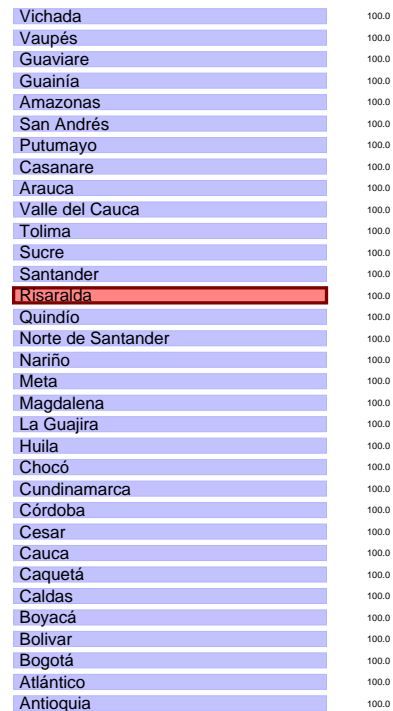 Vichada 100.0
Vaupés 100.0
Guaviare 100.0
Guainía 100.0
Amazonas 100.0
San Andrés 100.0
Putumayo 100.0
Casanare 100.0
Arauca 100.0
Valle del Cauca 100.0
Tolima 100.0
Sucre 100.0
Santander 100.0
Risaralda 100.0
Quindío 100.0
Norte de Santander 100.0
Nariño 100.0
Meta 100.0
Magdalena 100.0
La Guajira 100.0
Huila 100.0
Chocó 100.0
Cundinamarca 100.0
Córdoba 100.0
Cesar 100.0
Cauca 100.0
Caquetá 100.0
Caldas 100.0
Boyacá 100.0
Bolivar 100.0
Bogotá 100.0
Atlántico 100.0
Antioquia 100.0